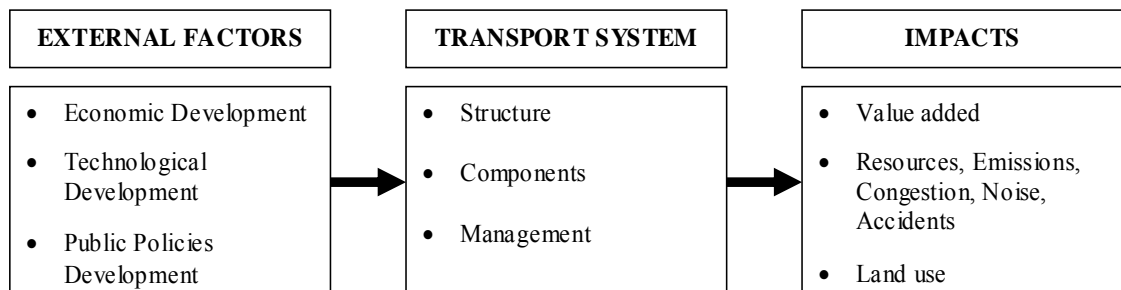 EXTERNAL FACTORS
• Economic Development
• Technological
Development
• Public Policies
Development
TRANSPORT SYSTEM
• Structure
• Components
• Management
IMPACTS
• Value added
• Resources, Emissions,
Congestion, Noise,
Accidents
• Land use